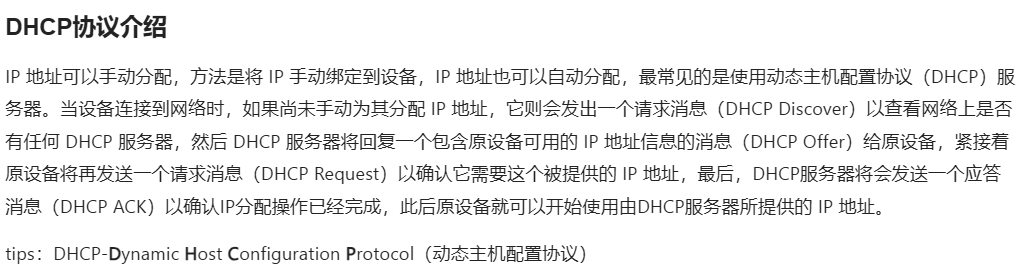 DHCP协议介绍
IP 地址可以手动分配，方法是将 IP 手动绑定到设备，IP 地址也可以自动分配，最常见的是使用动态主机配置协议（DHCP）服
务器。当设备连接到网络时，如果尚未手动为其分配 IP 地址，它则会发出一个请求消息（DHCP Discover）以查看网络上是否
有任何 DHCP 服务器，然后 DHCP 服务器将回复一个包含原设备可用的 IP 地址信息的消息（DHCP Offer）给原设备，紧接着
原设备将再发送一个请求消息（DHCP Request）以确认它需要这个被提供的 IP 地址，最后，DHCP服务器将会发送一个应答
消息（DHCP ACK）以确认IP分配操作已经完成，此后原设备就可以开始使用由DHCP服务器所提供的 IP 地址。
tips：DHCP-Dynamic Host Configuration Protocol（动态主机配置协议）